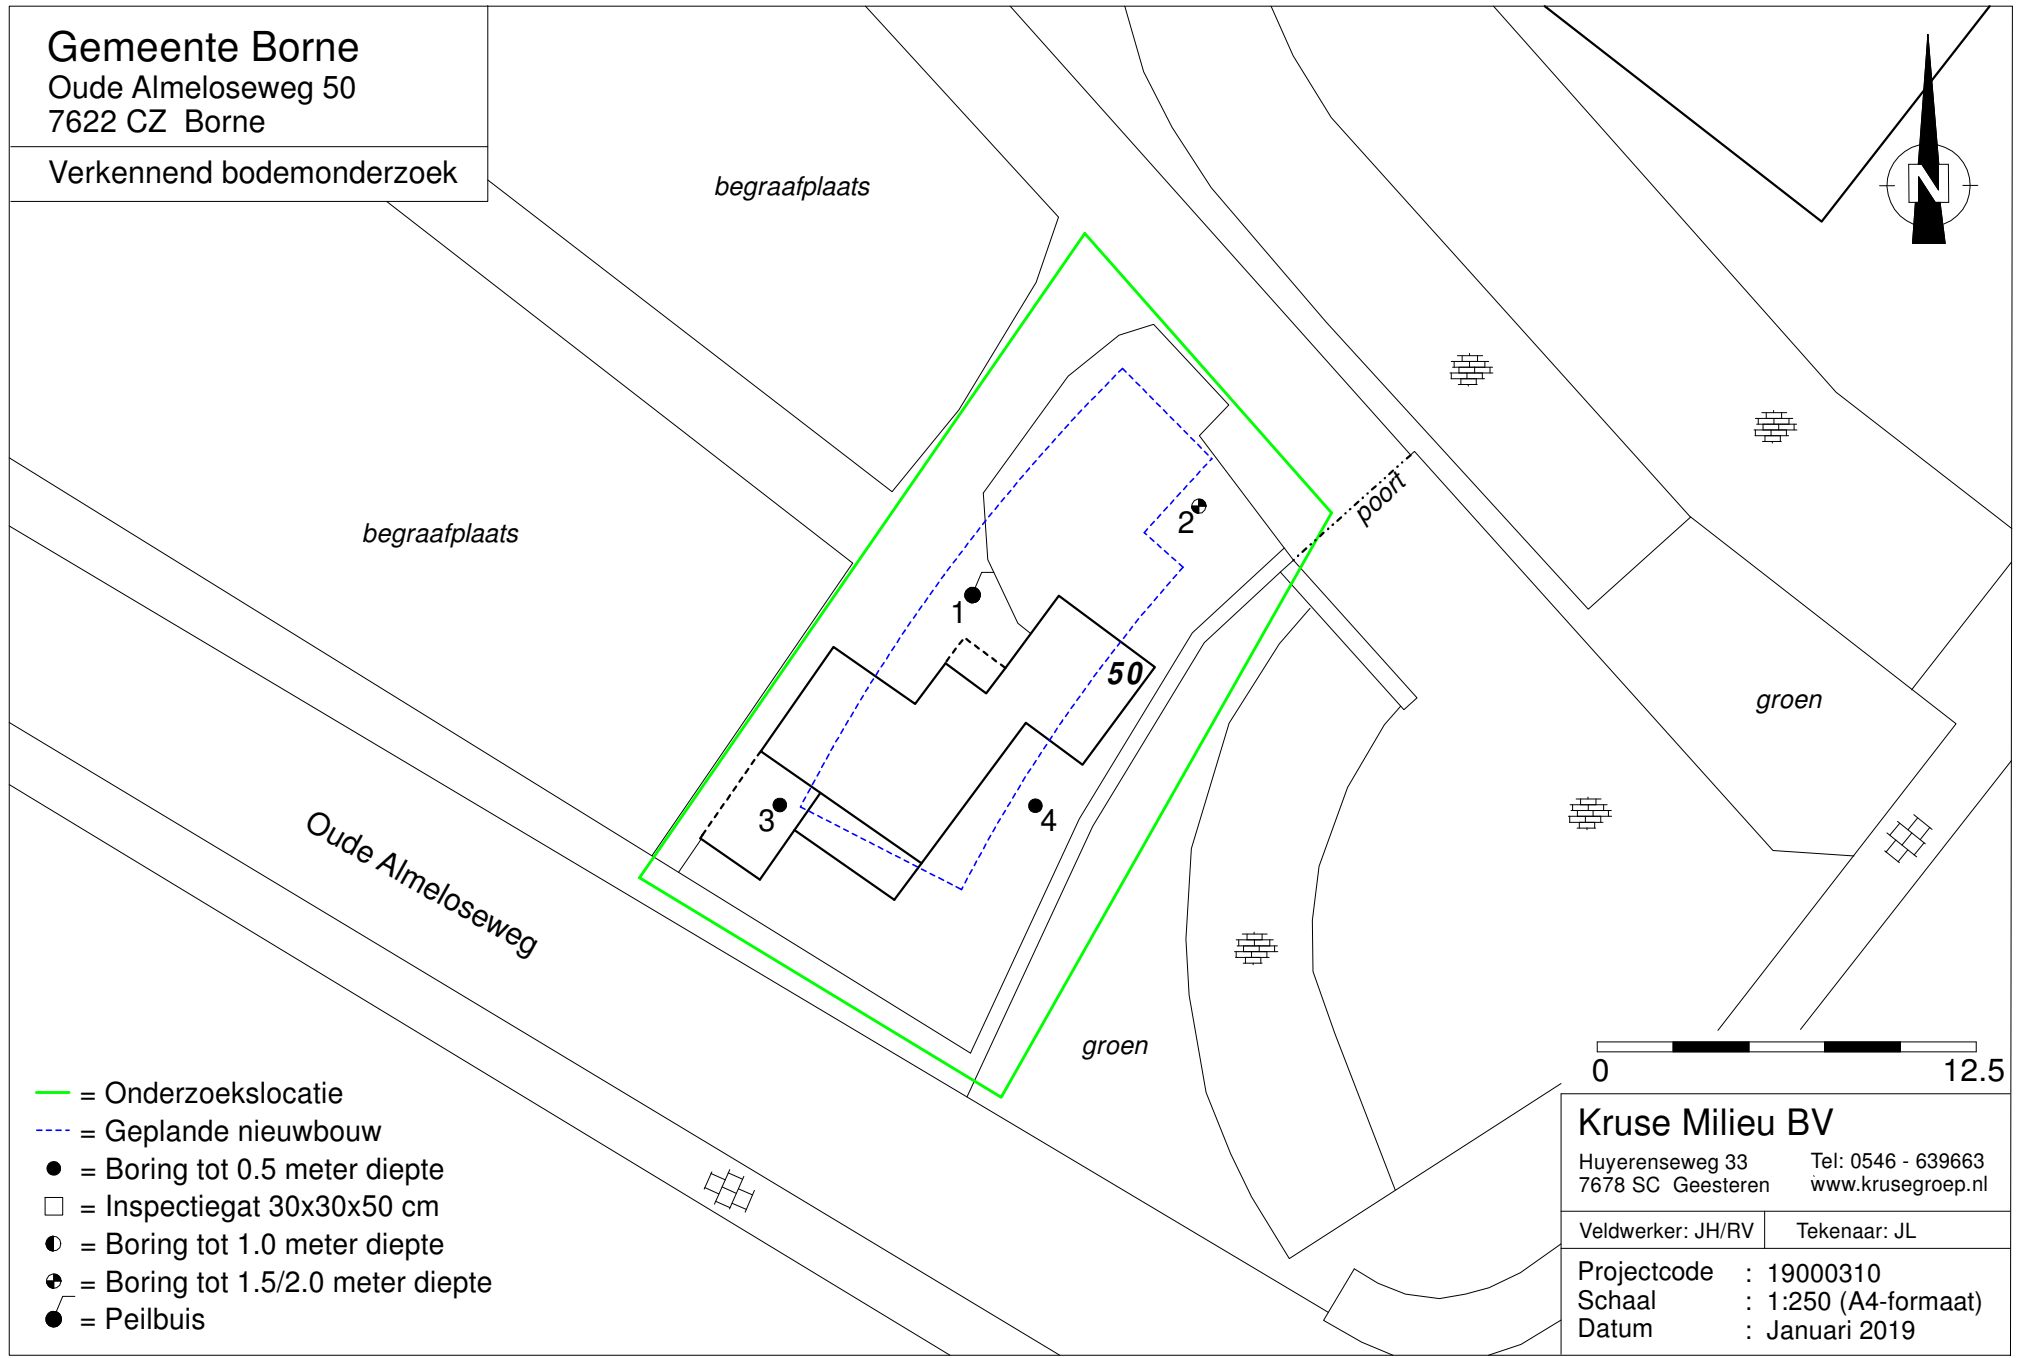 Gemeente Borne
Oude Almeloseweg 50
7622 CZ  Borne
Verkennend bodemonderzoek
begraafplaats
N
begraafplaats
poort
2
1
50
groen
3
4
Oude Almeloseweg
groen
0 12.5
= Onderzoekslocatie
= Geplande nieuwbouw
= Boring tot 0.5 meter diepte
= Inspectiegat 30x30x50 cm
= Boring tot 1.0 meter diepte
= Boring tot 1.5/2.0 meter diepte
= Peilbuis
Kruse Milieu BV
Huyerenseweg 33 Tel: 0546 - 639663
7678 SC  Geesteren www.krusegroep.nl
Veldwerker: JH/RV Tekenaar: JL
Projectcode : 19000310
Schaal : 1:250 (A4-formaat)
Datum : Januari 2019